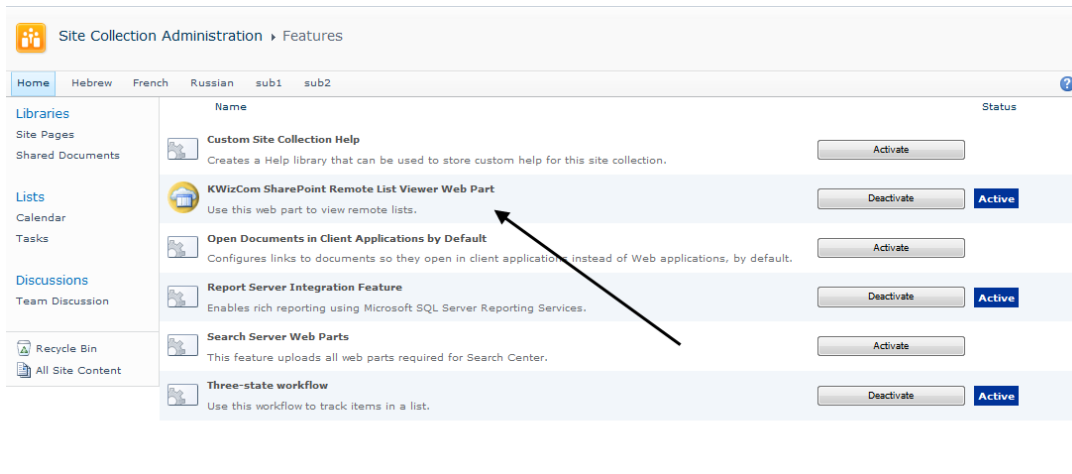 Site Collection Administration ▸ Features
Home Hebrew French Russian sub1 sub2
Libraries
Site Pages
Shared Documents
Lists
Calendar
Tasks
Discussions
Team Discussion
Recycle Bin
All Site Content
Name Status
Custom Site Collection Help
Creates a Help library that can be used to store custom help for this site collection.
Activate
KWizCom SharePoint Remote List Viewer Web Part
Use this web part to view remote lists.
Deactivate Active
Open Documents in Client Applications by Default
Configures links to documents so they open in client applications instead of Web applications, by default.
Activate
Report Server Integration Feature
Enables rich reporting using Microsoft SQL Server Reporting Services.
Deactivate Active
Search Server Web Parts
This feature uploads all web parts required for Search Center.
Activate
Three-state workflow
Use this workflow to track items in a list.
Deactivate Active